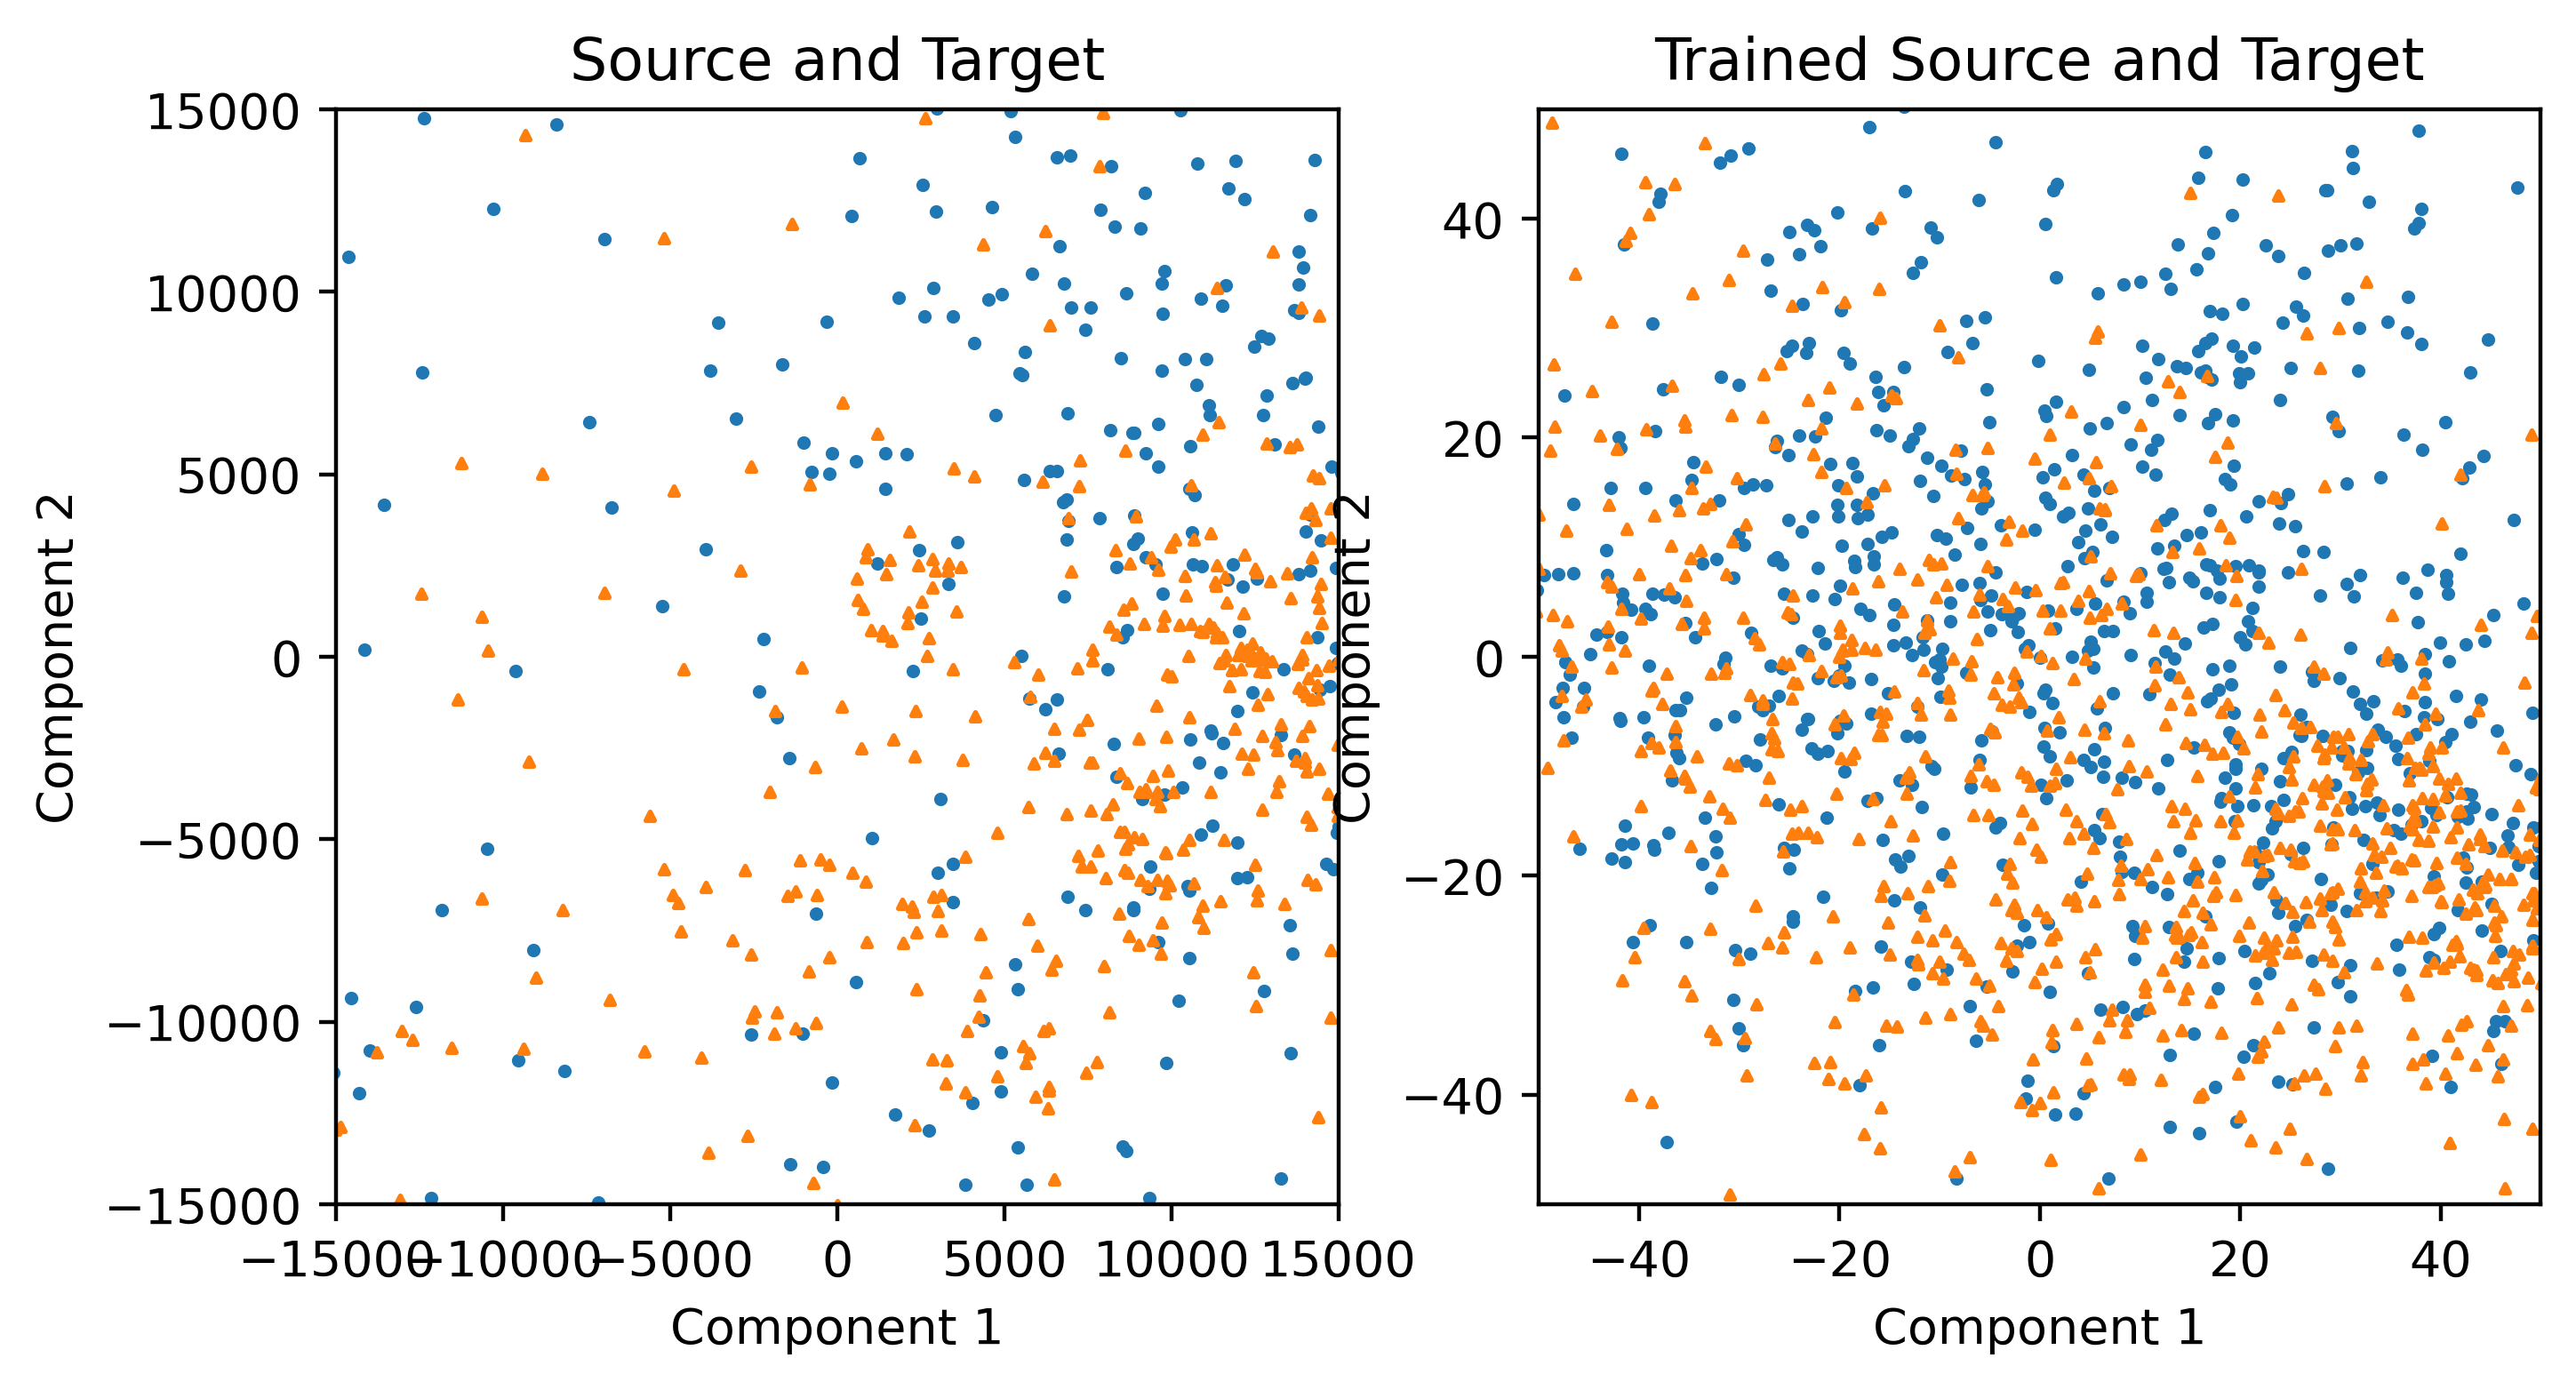 Source and Target
15000
10000
5000
0
−5000
−10000
−15000
Component 2
−15000 −10000 −5000 0 5000 10000 15000
Component 1
Trained Source and Target
40
20
0
−20
−40
Component 2
−40 −20 0 20 40
Component 1